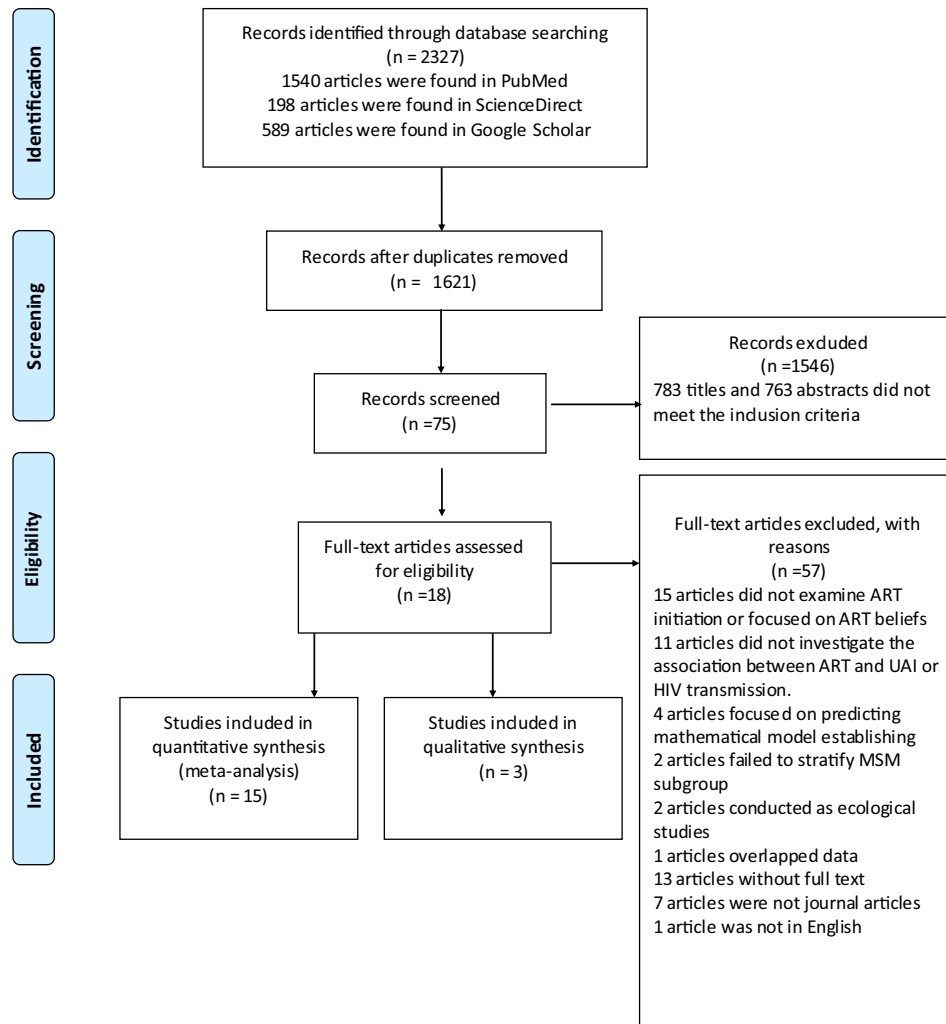 Identification
Records identified through database searching
(n = 2327)
1540 articles were found in PubMed
198 articles were found in ScienceDirect
589 articles were found in Google Scholar
Screening
Records after duplicates removed
(n = 1621)
Records screened
(n =75)
Records excluded
(n =1546)
783 titles and 763 abstracts did not
meet the inclusion criteria
Eligibility
Full-text articles assessed
for eligibility
(n =18)
Full-text articles excluded, with
reasons
(n =57)
15 articles did not examine ART
initiation or focused on ART beliefs
11 articles did not investigate the
association between ART and UAI or
HIV transmission.
4 articles focused on predicting
mathematical model establishing
2 articles failed to stratify MSM
subgroup
2 articles conducted as ecological
studies
1 articles overlapped data
13 articles without full text
7 articles were not journal articles
1 article was not in English
Included
Studies included in
quantitative synthesis
(meta-analysis)
(n = 15)
Studies included in
qualitative synthesis
(n = 3)